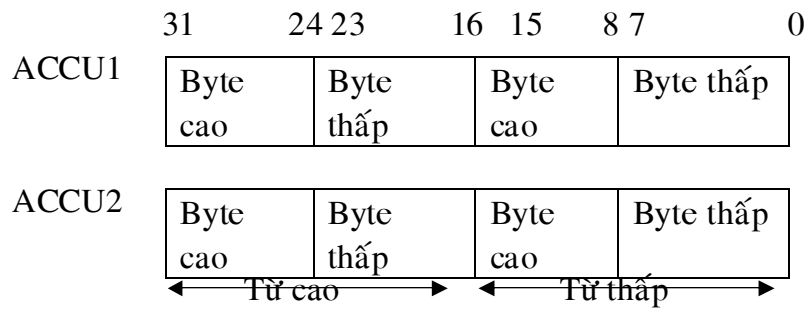 31 24 23 16 15 8 7 0
ACCU1 Byte Byte Byte Byte thấp
cao thấp cao
ACCU2 Byte Byte Byte Byte thấp
cao thấp cao
Từ cao Từ thấp